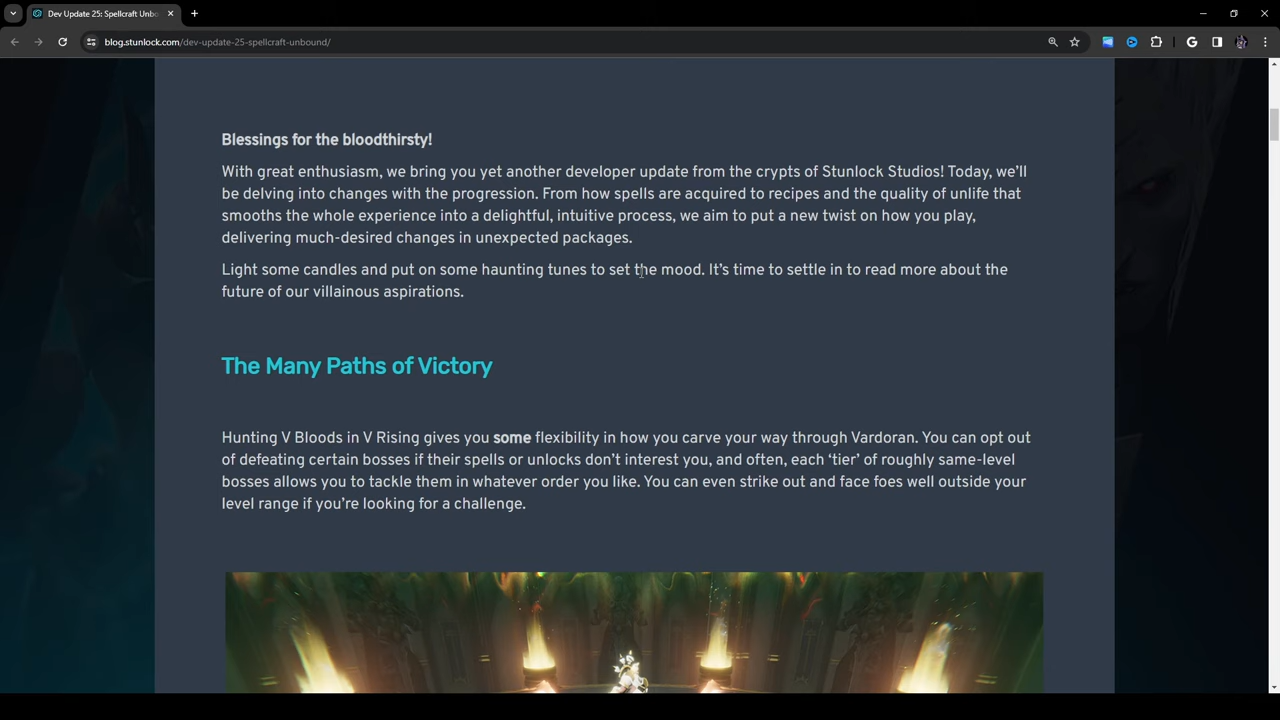 Dev Update 25: Spellcraft Unbo
blog.stunlock.com/dev-update-25-spellcraft-unbound/
Blessings for the bloodthirsty!
With great enthusiasm, we bring you yet another developer update from the crypts of Stunlock Studios! Today, we’ll
be delving into changes with the progression. From how spells are acquired to recipes and the quality of unlife that
smooths the whole experience into a delightful, intuitive process, we aim to put a new twist on how you play,
delivering much-desired changes in unexpected packages.
Light some candles and put on some haunting tunes to set the mood. It’s time to settle in to read more about the
future of our villainous aspirations.
The Many Paths of Victory
Hunting V Bloods in V Rising gives you some flexibility in how you carve your way through Vardoran. You can opt out
of defeating certain bosses if their spells or unlocks don’t interest you, and often, each ‘tier’ of roughly same-level
bosses allows you to tackle them in whatever order you like. You can even strike out and face foes well outside your
level range if you’re looking for a challenge.